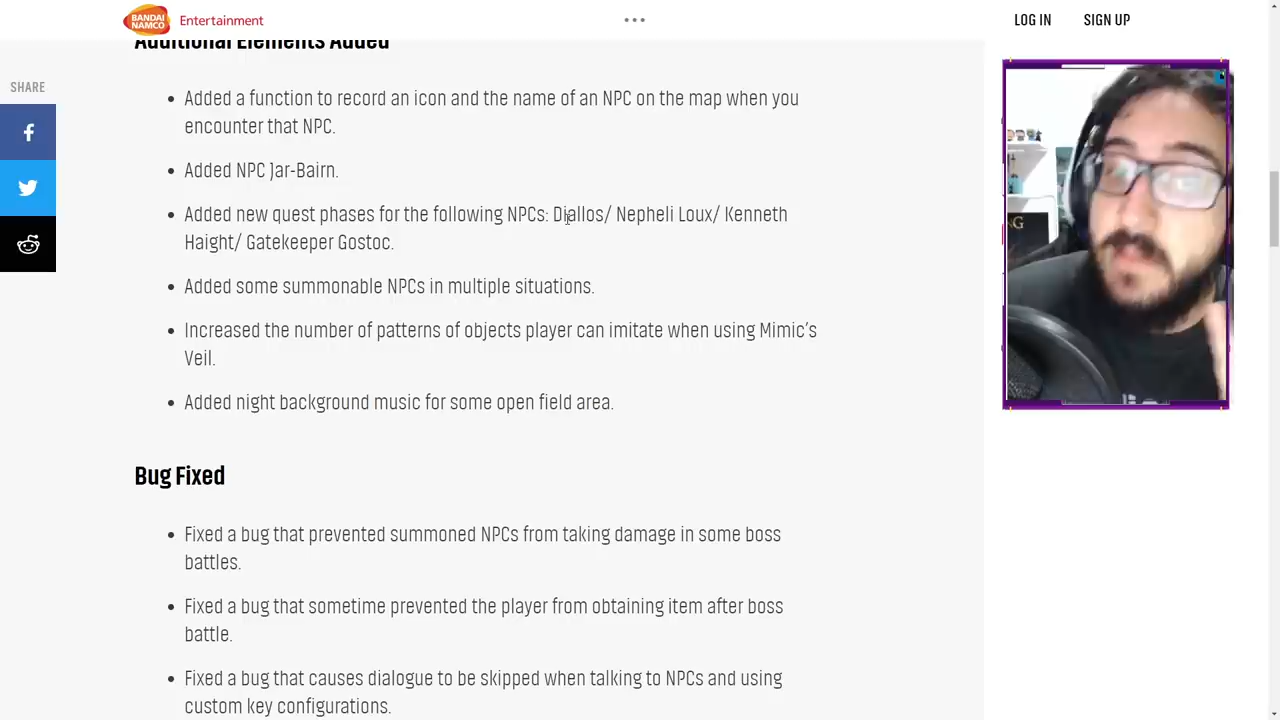 BANDAI
NAMCO
Entertainment
LOG IN
SIGN UP
Additional Elements Added
SHARE
• Added a function to record an icon and the name of an NPC on the map when you
encounter that NPC.
• Added NPC Jar-Bairn.
• Added new quest phases for the following NPCs: Diallos/ Nepheli Loux/ Kenneth
Haight/ Gatekeeper Gostoc.
• Added some summonable NPCs in multiple situations.
• Increased the number of patterns of objects player can imitate when using Mimic’s
Veil.
• Added night background music for some open field area.
Bug Fixed
• Fixed a bug that prevented summoned NPCs from taking damage in some boss
battles.
• Fixed a bug that sometime prevented the player from obtaining item after boss
battle.
• Fixed a bug that causes dialogue to be skipped when talking to NPCs and using
custom key configurations.
NG